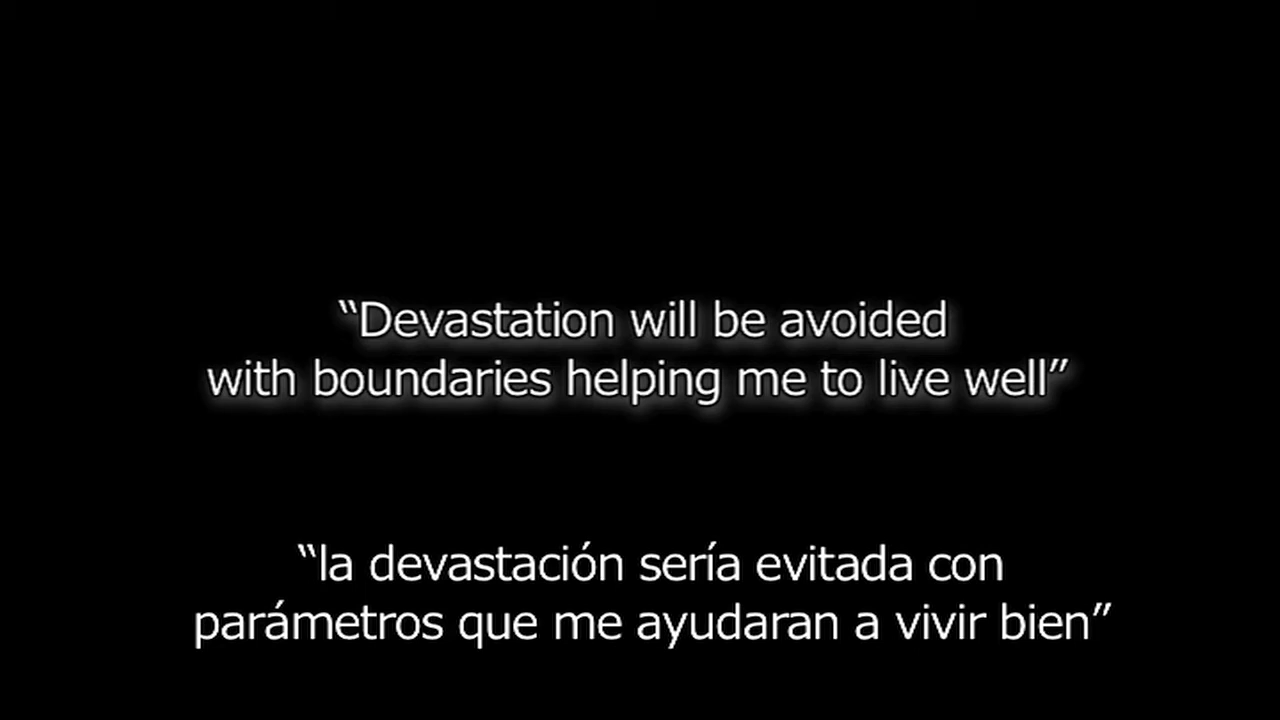 “Devastation will be avoided
with boundaries helping me to live well”
“la devastación sería evitada con
parámetros que me ayudaran a vivir bien”